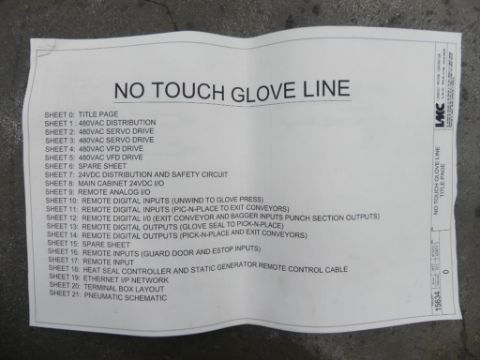 NO TOUCH GLOVE LINE
SHEET 0: TITLE PAGE
SHEET 1 : 480VAC DISTRIBUTION
SHEET 2: 480VAC SERVO DRIVE
SHEET 3: 480VAC SERVO DRIVE
SHEET 4: 480VAC VFD DRIVE
SHEET 5: 480VAC VFD DRIVE
SHEET 6: SPARE SHEET
SHEET 7: 24VDC DISTRIBUTION AND SAFETY CIRCUIT
SHEET 8: MAIN CABINET 24VDC I/O
SHEET 9: REMOTE ANALOG I/O
SHEET 10: REMOTE DIGITAL INPUTS (UNWIND TO GLOVE PRESS)
SHEET 11: REMOTE DIGITAL INPUTS (PIC-N-PLACE TO EXIT CONVEYORS)
SHEET 12: REMOTE DIGITAL I/O (EXIT CONVEYOR AND BAGGER INPUTS PUNCH SECTION OUTPUTS)
SHEET 13: REMOTE DIGITAL OUTPUTS (GLOVE SEAL TO PICK-N-PLACE)
SHEET 14: REMOTE DIGITAL OUTPUTS (PICK-N-PLACE AND EXIT CONVEYORS)
SHEET 15: SPARE SHEET
SHEET 16: REMOTE INPUTS (GUARD DOOR AND ESTOP INPUTS)
SHEET 17: REMOTE INPUT
SHEET 18: HEAT SEAL CONTROLLER AND STATIC GENERATOR REMOTE CONTROL CABLE
SHEET 19: ETHERNET I/P NETWORK
SHEET 20: TERMINAL BOX LAYOUT
SHEET 21: PNEUMATIC SCHEMATIC
LMC
NO TOUCH GLOVE LINE
TITLE PAGE
15634
0